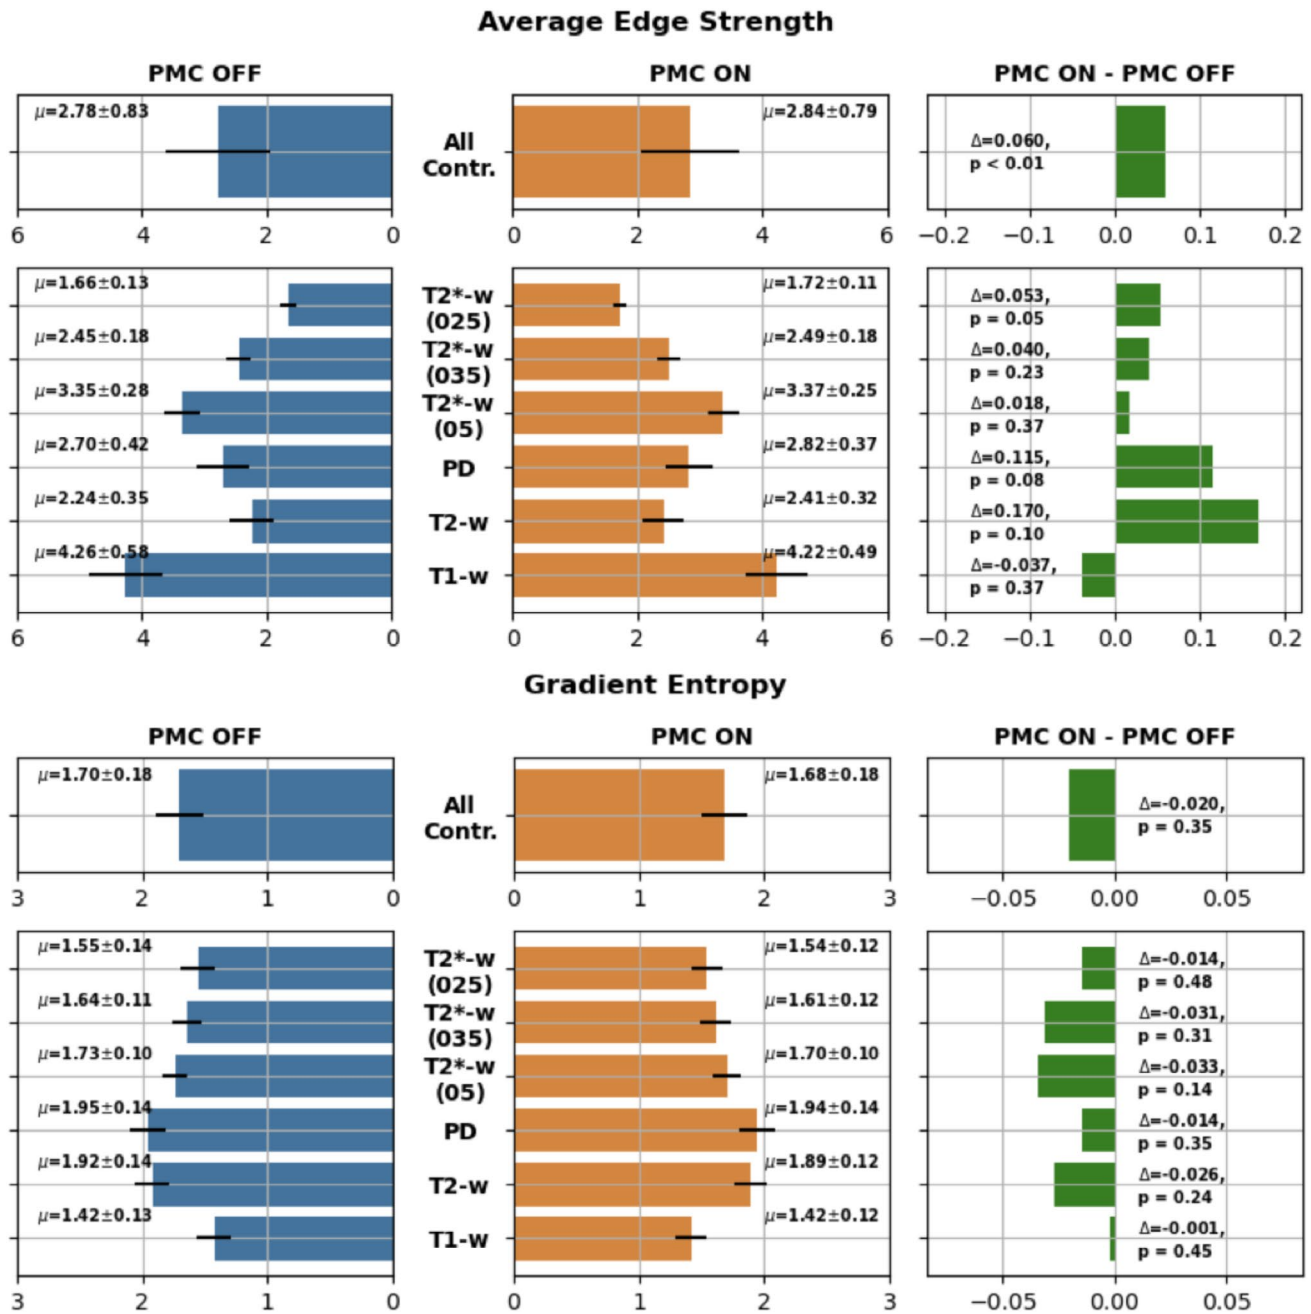 Average Edge Strength
PMC OFF
PMC ON
PMC ON - PMC OFF
μ=2.78±0.83
All
Contr.
μ=2.84±0.79
Δ=0.060,
p < 0.01
6 4 2 0
0 2 4 6
−0.2 −0.1 0.0 0.1 0.2
μ=1.66±0.13
T2*-w
(025)
μ=1.72±0.11
Δ=0.053,
p = 0.05
μ=2.45±0.18
T2*-w
(035)
μ=2.49±0.18
Δ=0.040,
p = 0.23
μ=3.35±0.28
T2*-w
(05)
μ=3.37±0.25
Δ=0.018,
p = 0.37
μ=2.70±0.42
PD
μ=2.82±0.37
Δ=0.115,
p = 0.08
μ=2.24±0.35
T2-w
μ=2.41±0.32
Δ=0.170,
p = 0.10
μ=4.26±0.58
T1-w
μ=4.22±0.49
Δ=-0.037,
p = 0.37
6 4 2 0
0 2 4 6
−0.2 −0.1 0.0 0.1 0.2
Gradient Entropy
PMC OFF
PMC ON
PMC ON - PMC OFF
μ=1.70±0.18
All
Contr.
μ=1.68±0.18
Δ=-0.020,
p = 0.35
3 2 1 0
0 1 2 3
−0.05 0.00 0.05
μ=1.55±0.14
T2*-w
(025)
μ=1.54±0.12
Δ=-0.014,
p = 0.48
μ=1.64±0.11
T2*-w
(035)
μ=1.61±0.12
Δ=-0.031,
p = 0.31
μ=1.73±0.10
T2*-w
(05)
μ=1.70±0.10
Δ=-0.033,
p = 0.14
μ=1.95±0.14
PD
μ=1.94±0.14
Δ=-0.014,
p = 0.35
μ=1.92±0.14
T2-w
μ=1.89±0.12
Δ=-0.026,
p = 0.24
μ=1.42±0.13
T1-w
μ=1.42±0.12
Δ=-0.001,
p = 0.45
3 2 1 0
0 1 2 3
−0.05 0.00 0.05